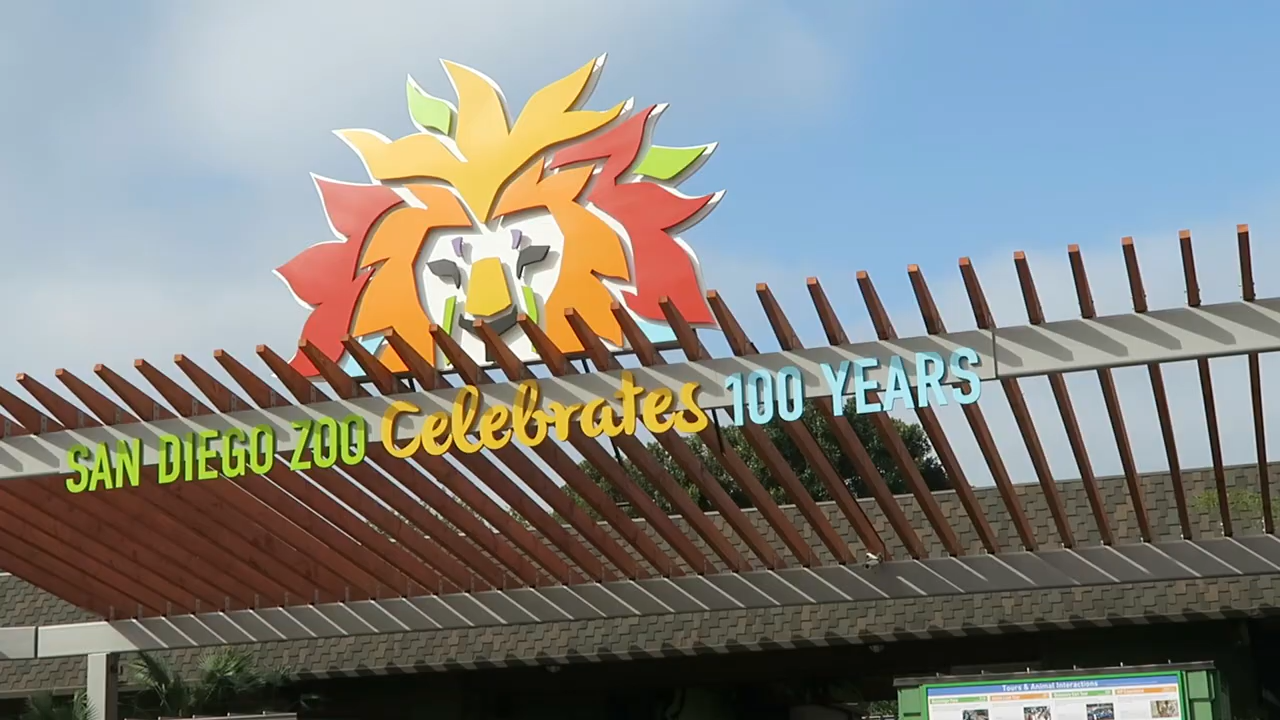 SAN DIEGO ZOO Celebrates 100 YEARS
Tours & Animal Interactions